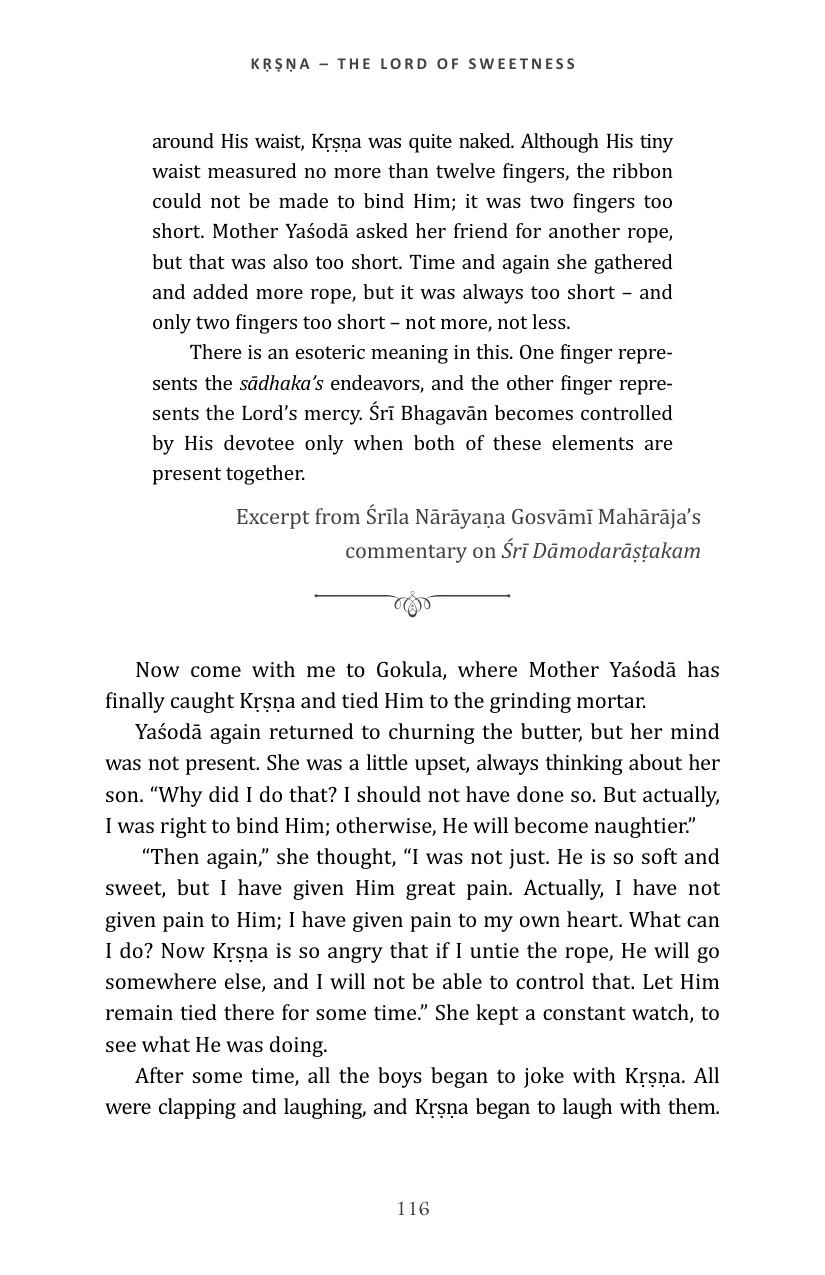 KṚṢṆA – THE LORD OF SWEETNESS
around His waist, Kṛṣṇa was quite naked. Although His tiny
waist measured no more than twelve fingers, the ribbon
could not be made to bind Him; it was two fingers too
short. Mother Yaśodā asked her friend for another rope,
but that was also too short. Time and again she gathered
and added more rope, but it was always too short – and
only two fingers too short – not more, not less.
There is an esoteric meaning in this. One finger repre-
sents the sādhaka’s endeavors, and the other finger repre-
sents the Lord’s mercy. Śrī Bhagavān becomes controlled
by His devotee only when both of these elements are
present together.
Excerpt from Śrīla Nārāyaṇa Gosvāmī Mahārāja’s
commentary on Śrī Dāmodarāṣṭakam
Now come with me to Gokula, where Mother Yaśodā has
finally caught Kṛṣṇa and tied Him to the grinding mortar.
Yaśodā again returned to churning the butter, but her mind
was not present. She was a little upset, always thinking about her
son. “Why did I do that? I should not have done so. But actually,
I was right to bind Him; otherwise, He will become naughtier.”
“Then again,” she thought, “I was not just. He is so soft and
sweet, but I have given Him great pain. Actually, I have not
given pain to Him; I have given pain to my own heart. What can
I do? Now Kṛṣṇa is so angry that if I untie the rope, He will go
somewhere else, and I will not be able to control that. Let Him
remain tied there for some time.” She kept a constant watch, to
see what He was doing.
After some time, all the boys began to joke with Kṛṣṇa. All
were clapping and laughing, and Kṛṣṇa began to laugh with them.
116